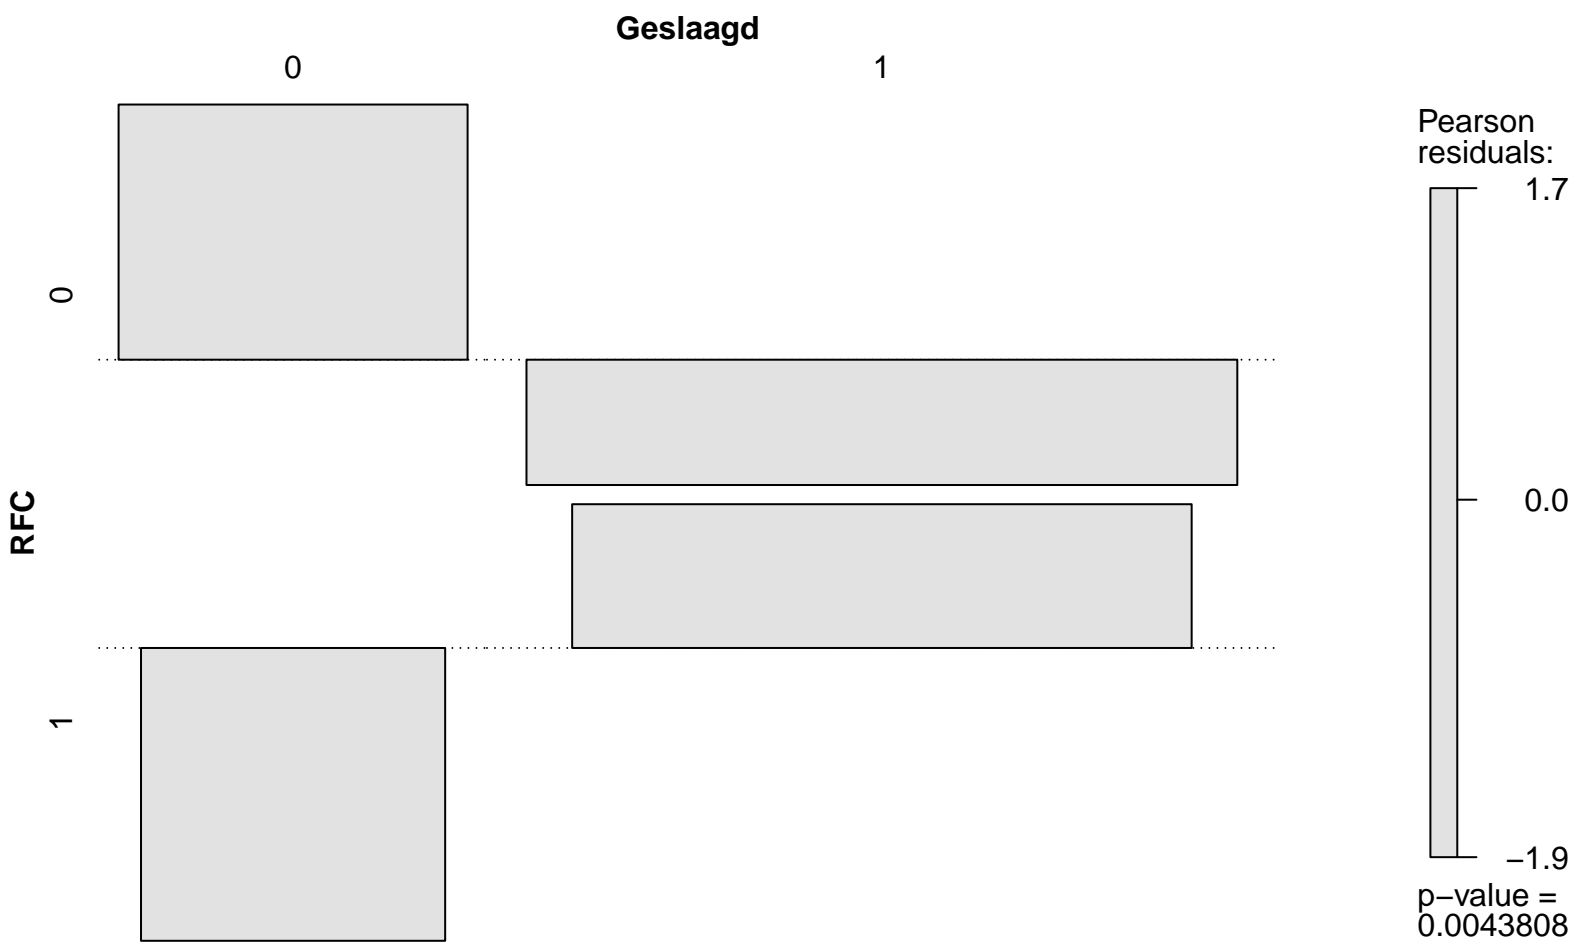 Geslaagd
0 1
RFC
0
1
Pearson
residuals:
1.7
0.0
−1.9
p−value =
0.0043808